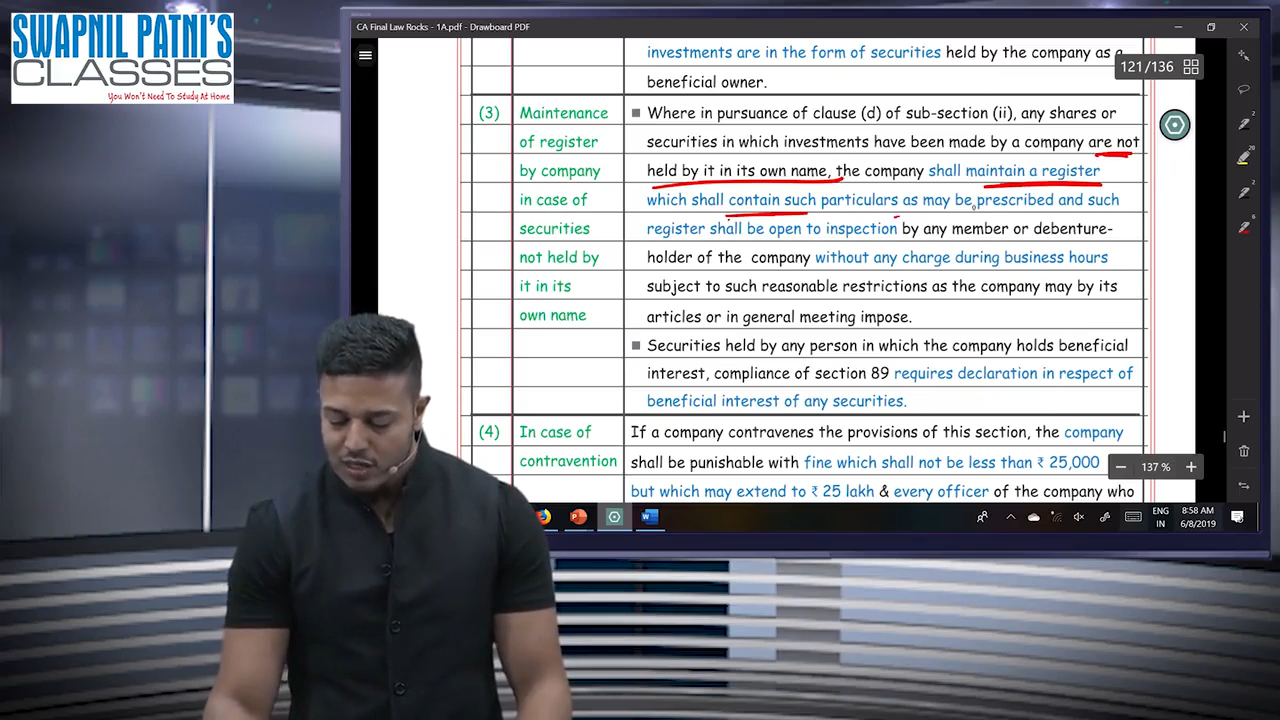 SWAPNIL PATNI'S
CLASSES
You Won't Need To Study At Home
CA Final Law Rocks - 1A.pdf - Drawboard PDF
121/136
investments are in the form of securities held by the company as a
beneficial owner.
(3) Maintenance of register by company in case of securities not held by it in its own name
■ Where in pursuance of clause (d) of sub-section (ii), any shares or
securities in which investments have been made by a company are not
held by it in its own name, the company shall maintain a register
which shall contain such particulars as may be prescribed and such
register shall be open to inspection by any member or debenture-
holder of the company without any charge during business hours
subject to such reasonable restrictions as the company may by its
articles or in general meeting impose.
■ Securities held by any person in which the company holds beneficial
interest, compliance of section 89 requires declaration in respect of
beneficial interest of any securities.
(4) In case of contravention
If a company contravenes the provisions of this section, the company
shall be punishable with fine which shall not be less than ₹ 25,000
but which may extend to ₹ 25 lakh & every officer of the company who
137 %
ENG
IN
8:58 AM
6/8/2019